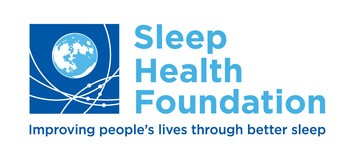 Sleep
Health
Foundation
Improving people's lives through better sleep